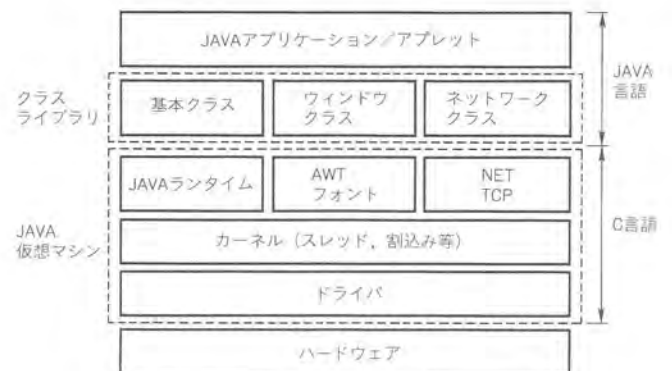 JAVAアプリケーション／アプレット
JAVA
言語
クラス
ライブラリ
基本クラス
ウィンドウ
クラス
ネットワーク
クラス
JAVAランタイム
AWT
フォント
NET
TCP
C言語
JAVA
仮想マシン
カーネル（スレッド，割込み等）
ドライバ
ハードウェア